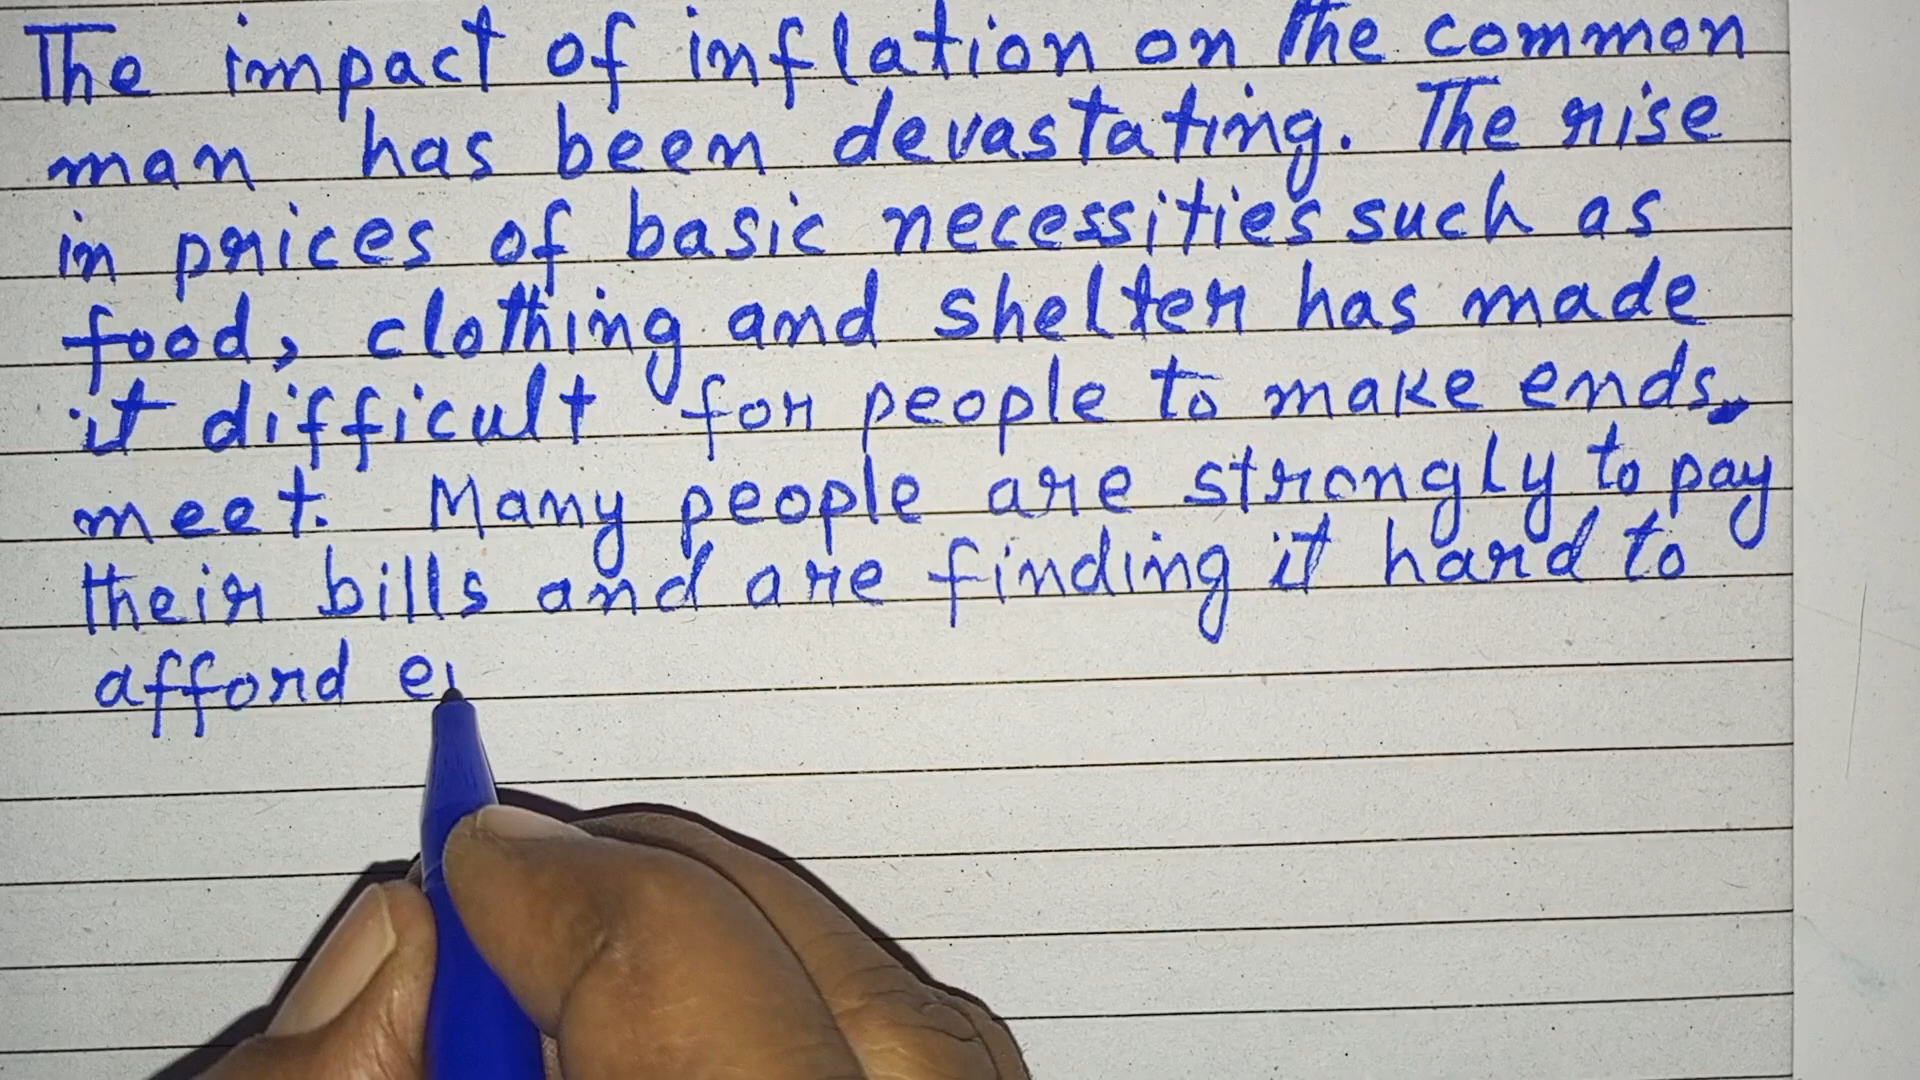 The impact of inflation on the common
man has been devastating. The rise
in prices of basic necessities such as
food, clothing and shelter has made
it difficult for people to make ends
meet. Many people are strongly to pay
their bills and are finding it hard to
afford